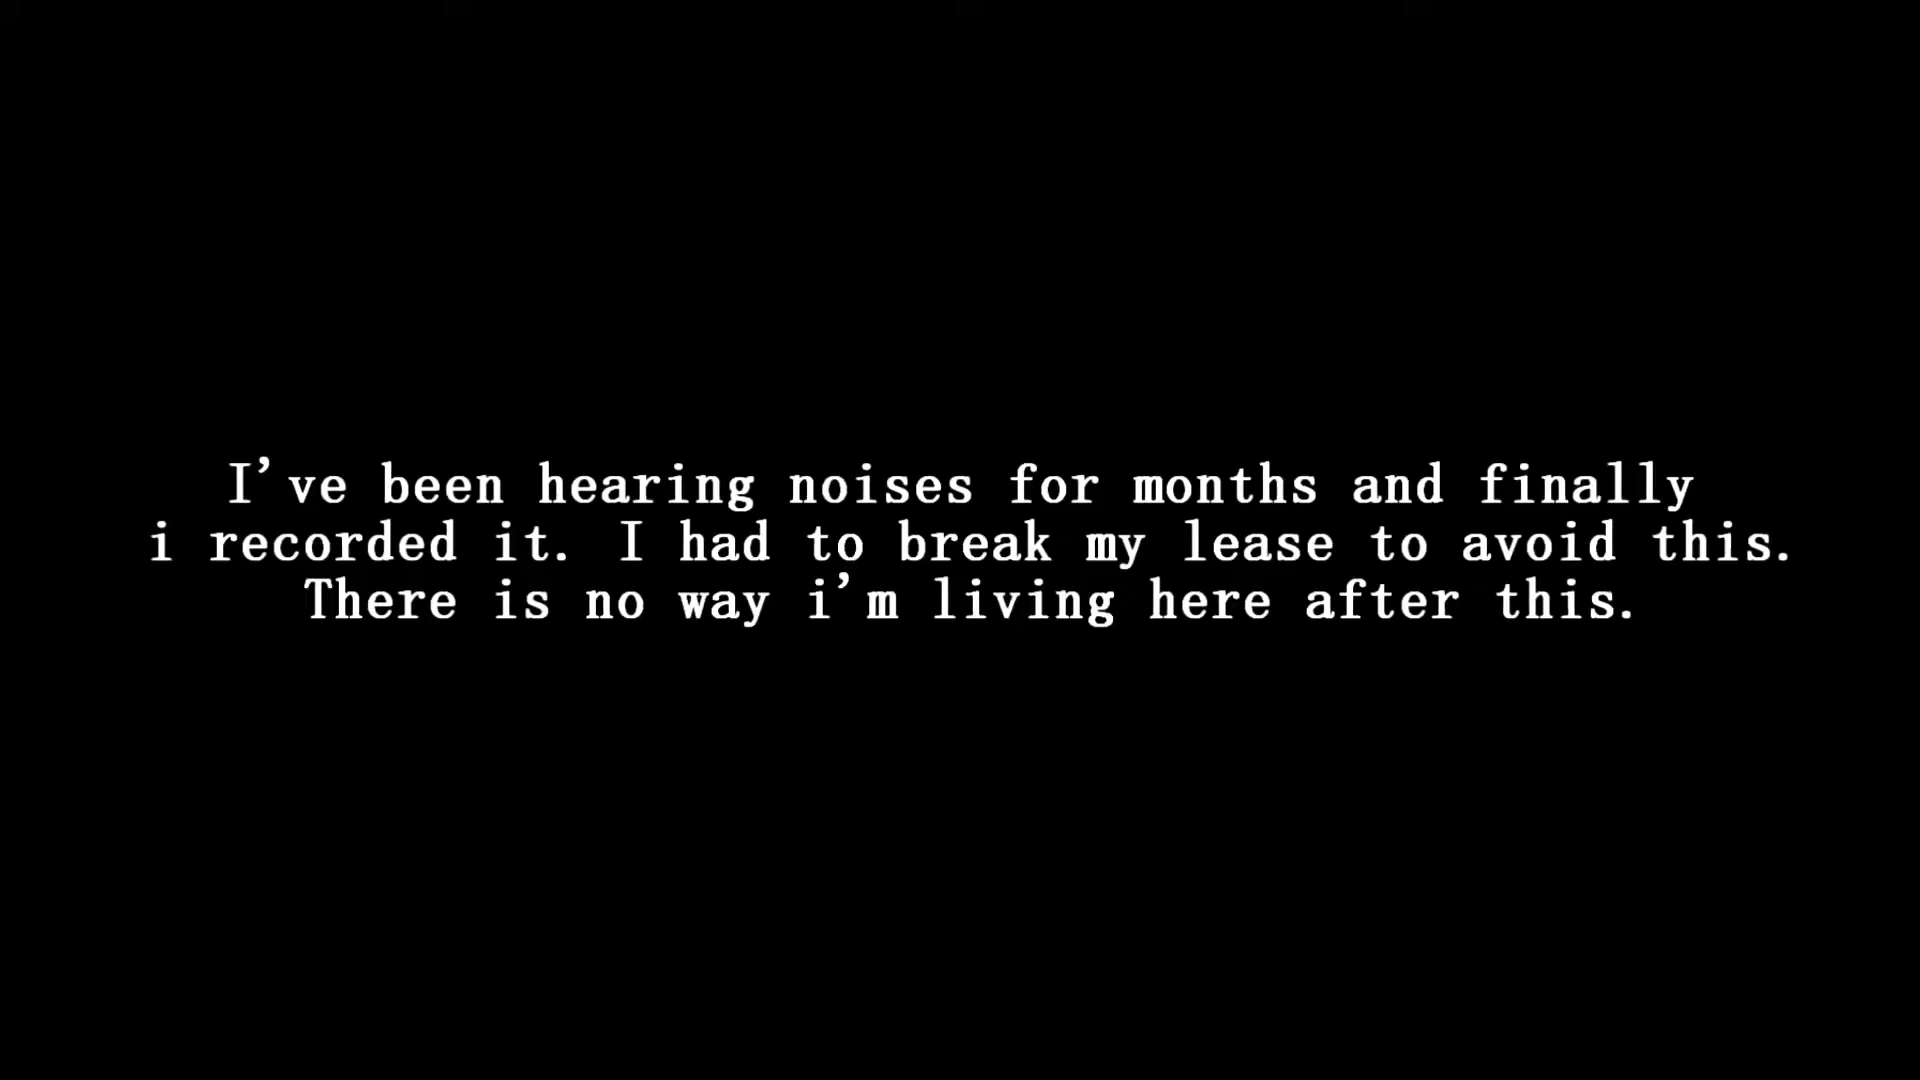 I've been hearing noises for months and finally
i recorded it. I had to break my lease to avoid this.
There is no way i'm living here after this.